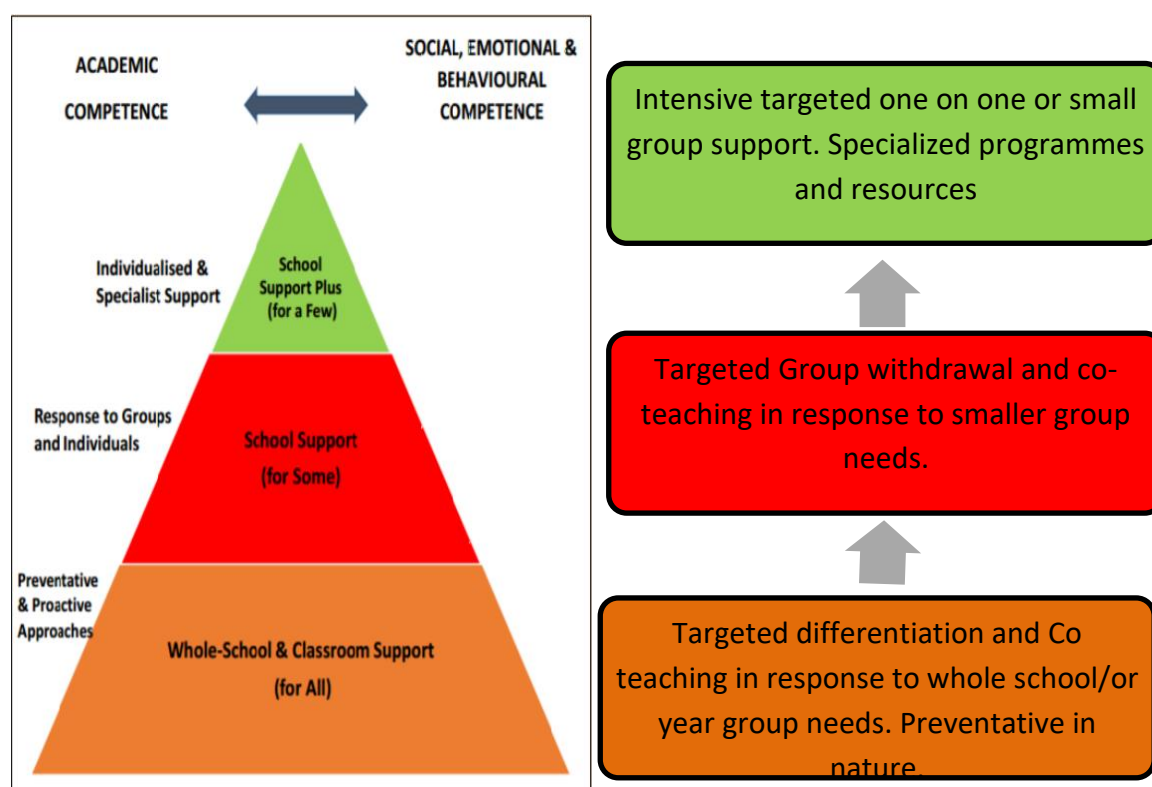 ACADEMIC
COMPETENCE
SOCIAL, EMOTIONAL &
BEHAVIOURAL
COMPETENCE
Individualised &
Specialist Support
School
Support Plus
(for a Few)
Response to Groups
and Individuals
School Support
(for Some)
Preventative
& Proactive
Approaches
Whole-School & Classroom Support
(for All)
Intensive targeted one on one or small
group support. Specialized programmes
and resources
Targeted Group withdrawal and co-
teaching in response to smaller group
needs.
Targeted differentiation and Co
teaching in response to whole school/or
year group needs. Preventative in
nature.